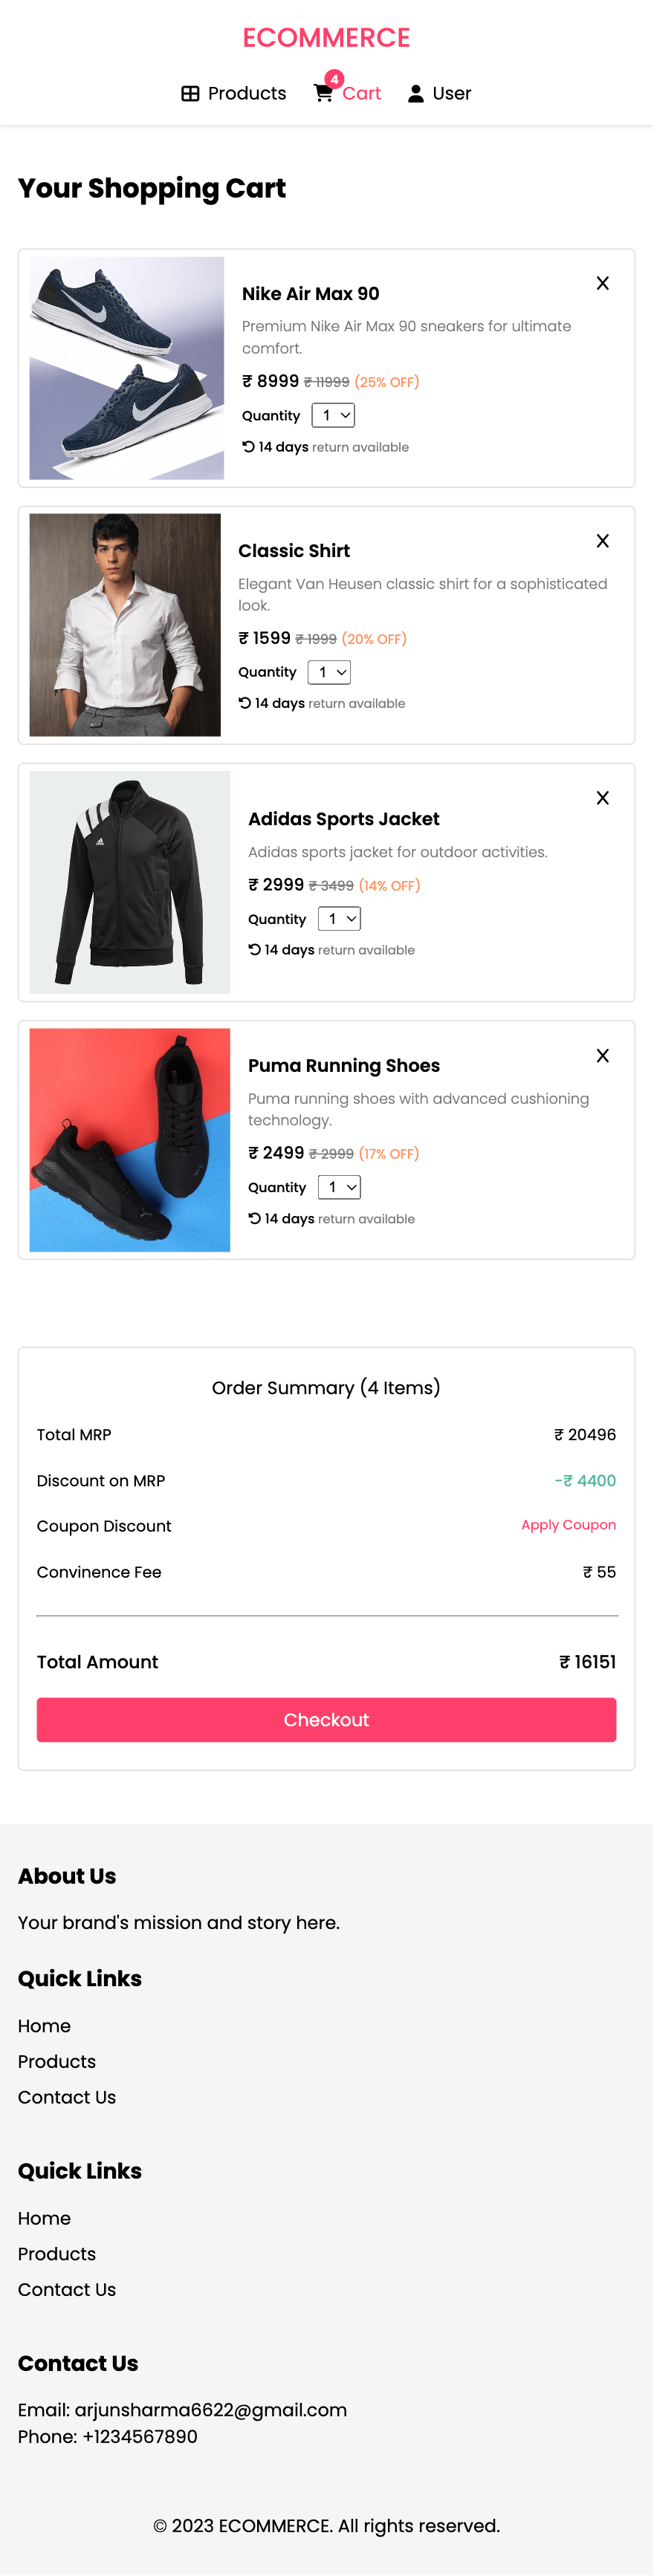 ECOMMERCE
Products
4
Cart
User
Your Shopping Cart
Nike Air Max 90
X
Premium Nike Air Max 90 sneakers for ultimate
comfort.
₹ 8999 ₹ 11999 (25% OFF)
Quantity 1
14 days return available
Classic Shirt
X
Elegant Van Heusen classic shirt for a sophisticated
look.
₹ 1599 ₹ 1999 (20% OFF)
Quantity 1
14 days return available
Adidas Sports Jacket
X
Adidas sports jacket for outdoor activities.
₹ 2999 ₹ 3499 (14% OFF)
Quantity 1
14 days return available
Puma Running Shoes
X
Puma running shoes with advanced cushioning
technology.
₹ 2499 ₹ 2999 (17% OFF)
Quantity 1
14 days return available
Order Summary (4 Items)
Total MRP ₹ 20496
Discount on MRP -₹ 4400
Coupon Discount Apply Coupon
Convinence Fee ₹ 55
Total Amount ₹ 16151
Checkout
About Us
Your brand's mission and story here.
Quick Links
Home
Products
Contact Us
Quick Links
Home
Products
Contact Us
Contact Us
Email: arjunsharma6622@gmail.com
Phone: +1234567890
© 2023 ECOMMERCE. All rights reserved.